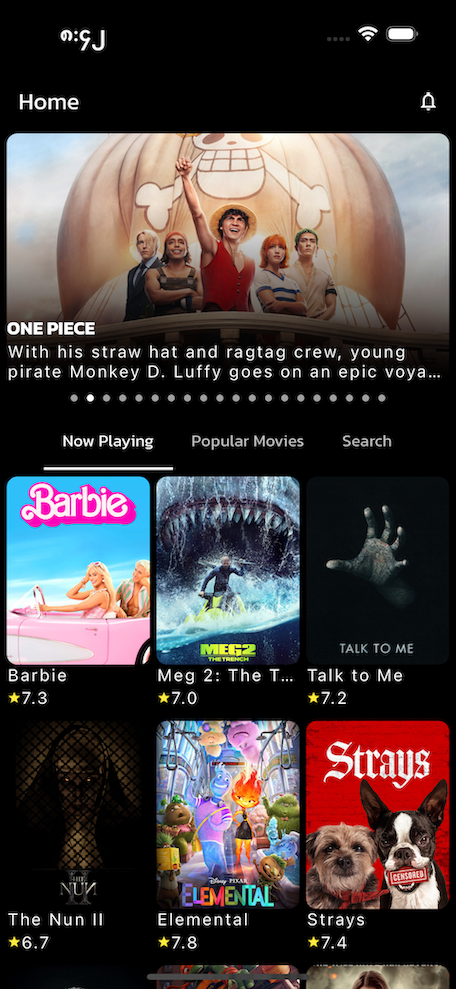 ၈:၄၂
Home
ONE PIECE
With his straw hat and ragtag crew, young
pirate Monkey D. Luffy goes on an epic voya…
Now Playing
Popular Movies
Search
Barbie
MEG2
THE TRENCH
TALK TO ME
Barbie
Meg 2: The T…
Talk to Me
⭐7.3
⭐7.0
⭐7.2
THE
NUN
II
Disney PIXAR
ELEMENTAL
Strays
CENSORED
The Nun II
Elemental
Strays
⭐6.7
⭐7.8
⭐7.4